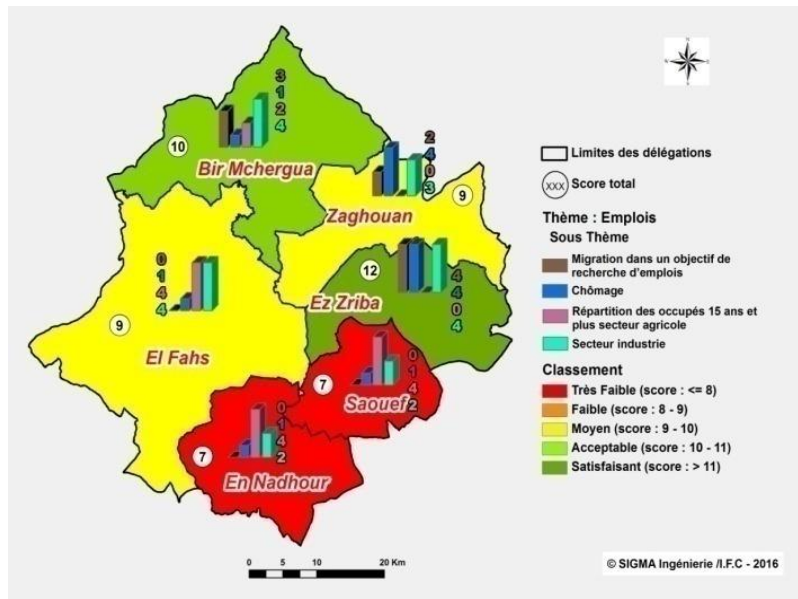 3
1
2
4
10
Bir Mchergua
2
4
0
3
9
Zaghouan
12
4
4
0
4
Ez Zriba
0
1
4
4
9
El Fahs
0
1
4
2
7
Saouef
0
1
4
2
7
En Nadhour
Limites des délégations
xxx Score total
Thème : Emplois
Sous Thème
Migration dans un objectif de
recherche d'emplois
Chômage
Répartition des occupés 15 ans et
plus secteur agricole
Secteur industrie
Classement
Très Faible (score : <= 8)
Faible (score : 8 - 9)
Moyen (score : 9 - 10)
Acceptable (score : 10 - 11)
Satisfaisant (score : > 11)
0 5 10 20 Km
© SIGMA Ingénierie /I.F.C - 2016